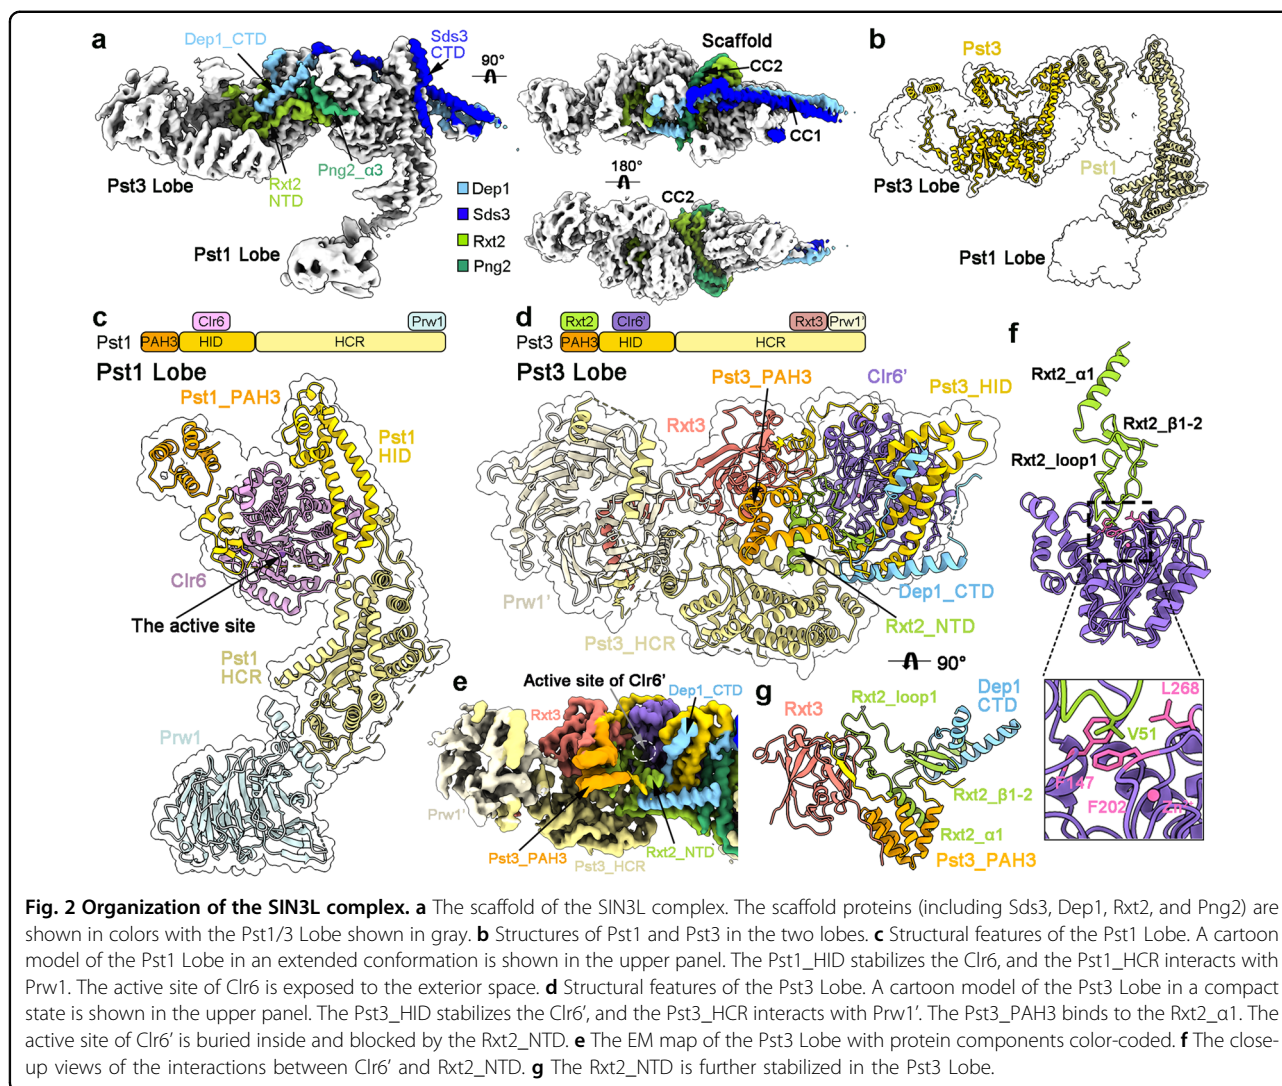 a
Dep1_CTD
Sds3
CTD
90°
Scaffold
CC2
CC1
Png2_α3
Pst3 Lobe
Rxt2
NTD
Dep1
Sds3
Rxt2
Png2
180°
CC2
Pst1 Lobe
b
Pst3
Pst3 Lobe
Pst1
Pst1 Lobe
c
Clr6
Prw1
Pst1
PAH3
HID
HCR
Pst1 Lobe
Pst1_PAH3
Pst1
HID
Clr6
The active site
Pst1
HCR
Prw1
d
Rxt2
Clr6'
Rxt3
Prw1'
Pst3
PAH3
HID
HCR
Pst3 Lobe
Pst3_PAH3
Clr6'
Pst3_HID
Rxt3
Prw1'
Dep1_CTD
Pst3_HCR
Rxt2_NTD
90°
e
Active site of Clr6'
Rxt3
Dep1_CTD
Prw1'
Pst3_PAH3
Pst3_HCR
Rxt2_NTD
f
Rxt2_α1
Rxt2_β1-2
Rxt2_loop1
L268
V51
F147
F202
g
Rxt2_loop1
Dep1
CTD
Rxt3
Rxt2_β1-2
Rxt2_α1
Pst3_PAH3
Fig. 2 Organization of the SIN3L complex. a The scaffold of the SIN3L complex. The scaffold proteins (including Sds3, Dep1, Rxt2, and Png2) are
shown in colors with the Pst1/3 Lobe shown in gray. b Structures of Pst1 and Pst3 in the two lobes. c Structural features of the Pst1 Lobe. A cartoon
model of the Pst1 Lobe in an extended conformation is shown in the upper panel. The Pst1_HID stabilizes the Clr6, and the Pst1_HCR interacts with
Prw1. The active site of Clr6 is exposed to the exterior space. d Structural features of the Pst3 Lobe. A cartoon model of the Pst3 Lobe in a compact
state is shown in the upper panel. The Pst3_HID stabilizes the Clr6', and the Pst3_HCR interacts with Prw1'. The Pst3_PAH3 binds to the Rxt2_α1. The
active site of Clr6' is buried inside and blocked by the Rxt2_NTD. e The EM map of the Pst3 Lobe with protein components color-coded. f The close-
up views of the interactions between Clr6' and Rxt2_NTD. g The Rxt2_NTD is further stabilized in the Pst3 Lobe.